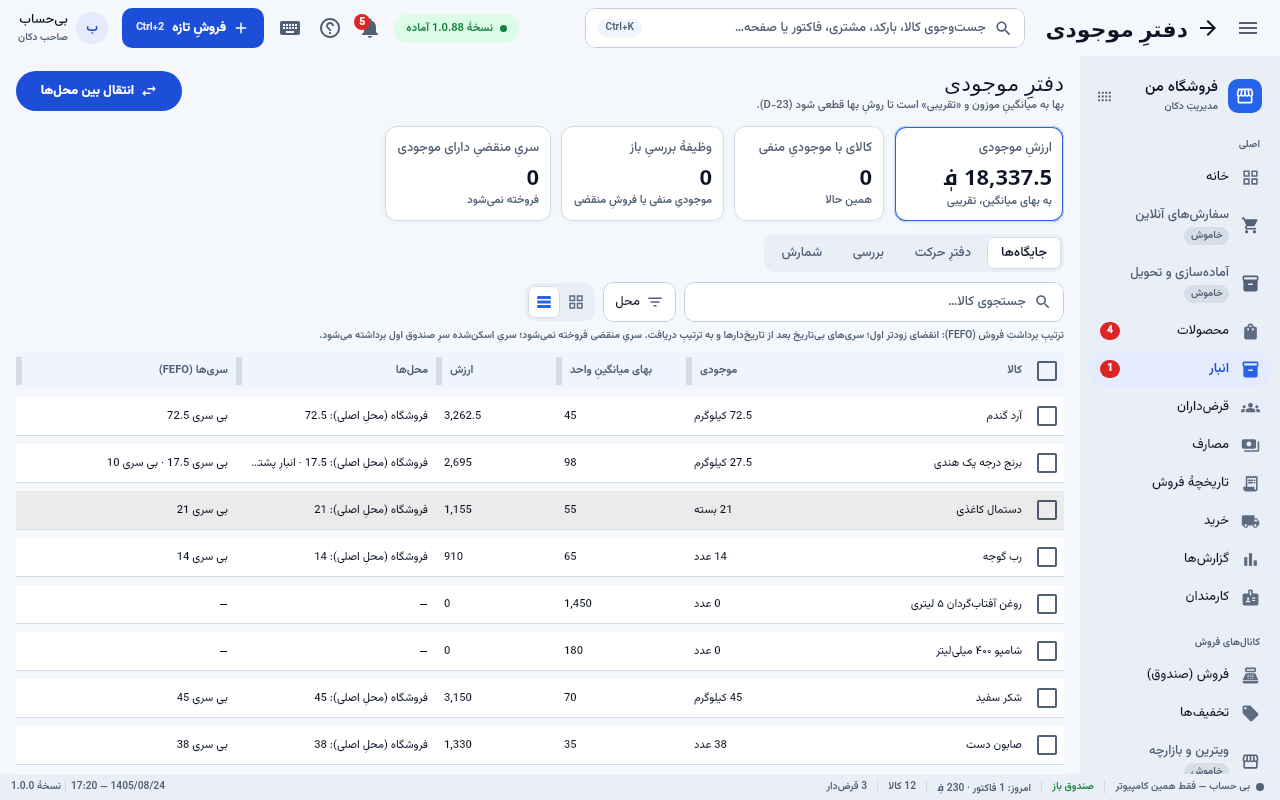 دفترِ موجودی
جست‌وجوی کالا، بارکد، مشتری، فاکتور یا صفحه…
Ctrl+K
نسخهٔ 1.0.88 آماده
5
فروشِ تازه
Ctrl+2
ب
بی‌حساب
صاحب دکان
فروشگاه من
مدیریتِ دکان
اصلی
خانه
سفارش‌های آنلاین
خاموش
آماده‌سازی و تحویل
خاموش
محصولات
4
انبار
1
قرض‌داران
مصارف
تاریخچهٔ فروش
خرید
گزارش‌ها
کارمندان
کانال‌های فروش
فروش (صندوق)
تخفیف‌ها
ویترین و بازارچه
خاموش
دفترِ موجودی
بها به میانگینِ موزون و «تقریبی» است تا روشِ بها قطعی شود (D-23).
انتقال بین محل‌ها
ارزشِ موجودی
18,337.5 ؋
به بهای میانگین، تقریبی
کالای با موجودیِ منفی
0
همین حالا
وظیفهٔ بررسیِ باز
0
موجودیِ منفی یا فروشِ منقضی
سریِ منقضیِ دارای موجودی
0
فروخته نمی‌شود
جایگاه‌ها
دفترِ حرکت
بررسی
شمارش
جستجوی کالا…
محل
ترتیبِ برداشتِ فروش (FEFO): انقضای زودتر اول؛ سری‌های بی‌تاریخ بعد از تاریخ‌دارها و به ترتیبِ دریافت. سریِ منقضی فروخته نمی‌شود؛ سریِ اسکن‌شده سرِ صندوق اول برداشته می‌شود.
کالا موجودی بهای میانگینِ واحد ارزش محل‌ها سری‌ها (FEFO)
آرد گندم 72.5 کیلوگرم 45 3,262.5 فروشگاه (محلِ اصلی): 72.5 بی سری 72.5
برنج درجه یک هندی 27.5 کیلوگرم 98 2,695 فروشگاه (محلِ اصلی): 17.5 · انبارِ پشتـ… بی سری 17.5 · بی سری 10
دستمال کاغذی 21 بسته 55 1,155 فروشگاه (محلِ اصلی): 21 بی سری 21
رب گوجه 14 عدد 65 910 فروشگاه (محلِ اصلی): 14 بی سری 14
روغن آفتاب‌گردان ۵ لیتری 0 عدد 1,450 0 — —
شامپو ۴۰۰ میلی‌لیتر 0 عدد 180 0 — —
شکر سفید 45 کیلوگرم 70 3,150 فروشگاه (محلِ اصلی): 45 بی سری 45
صابون دست 38 عدد 35 1,330 فروشگاه (محلِ اصلی): 38 بی سری 38
بی حساب — فقط همین کامپیوتر
صندوق باز
امروز: 1 فاکتور · 230 ؋
12 کالا
3 قرض‌دار
1405/08/24 — 17:20
نسخهٔ 1.0.0